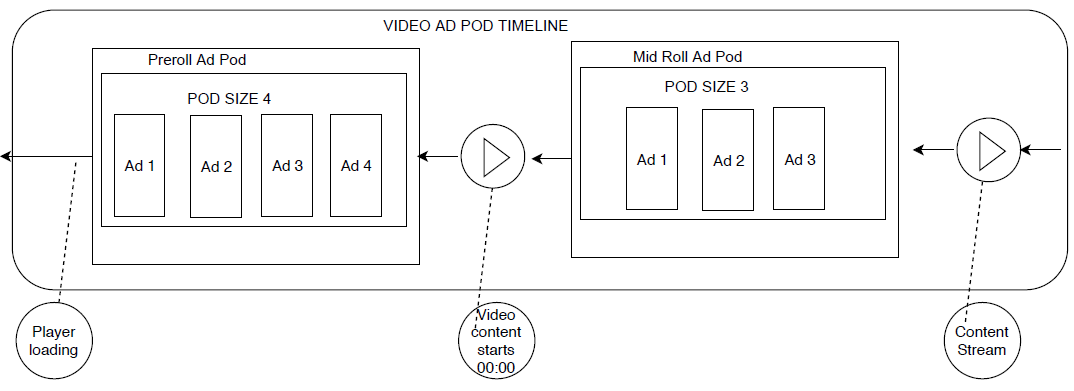 VIDEO AD POD TIMELINE
Preroll Ad Pod
POD SIZE 4
Ad 1
Ad 2
Ad 3
Ad 4
Mid Roll Ad Pod
POD SIZE 3
Ad 1
Ad 2
Ad 3
Player
loading
Video
content
starts
00:00
Content
Stream